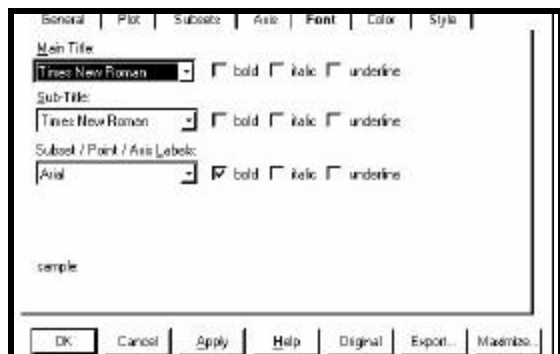 General Plot Subsets Axis Font Color Style
Main Title:
Times New Roman bold italic underline
Sub-Title:
Times New Roman bold italic underline
Subset / Point / Axis Labels:
Arial bold italic underline
sample:
OK Cancel Apply Help Original Export... Maximize...